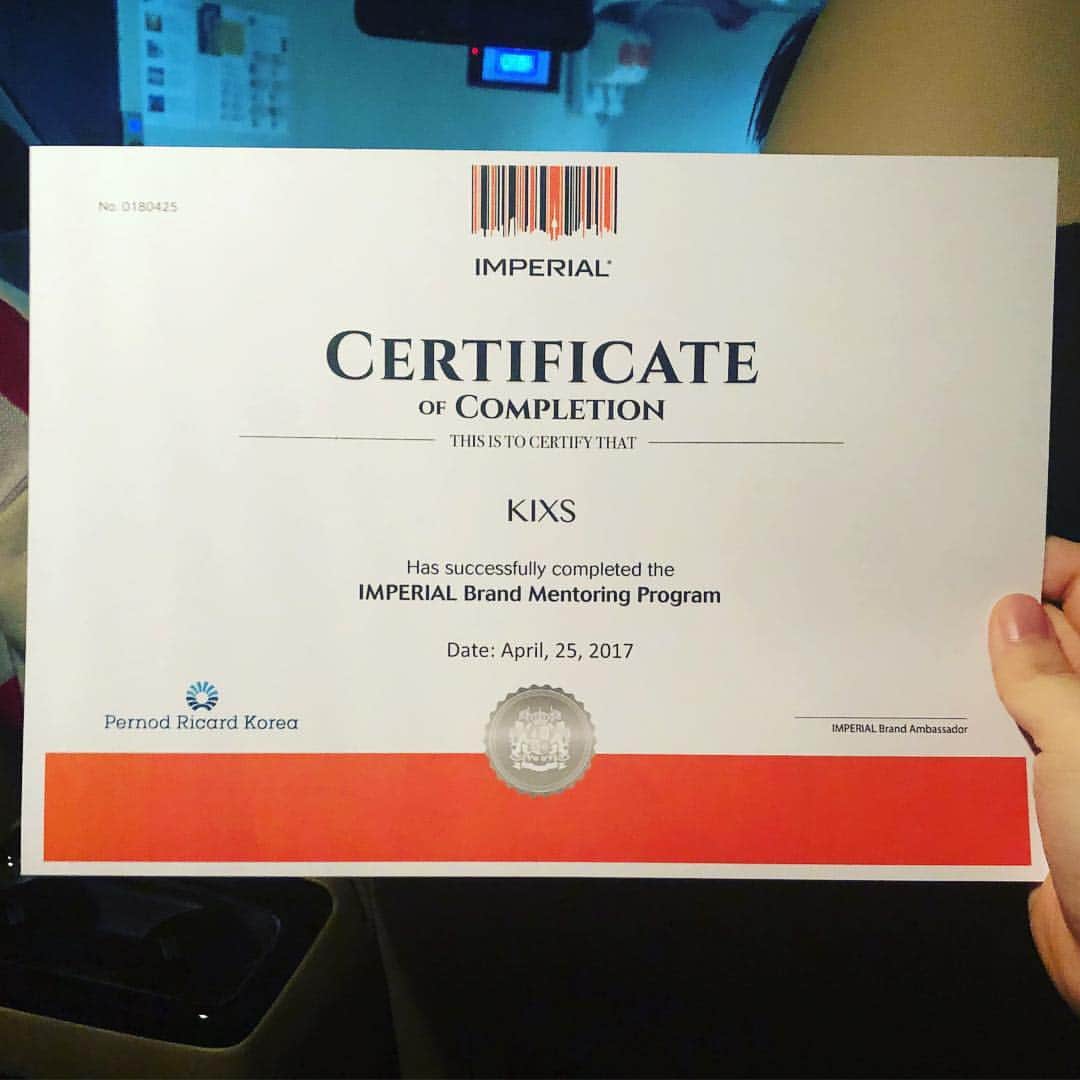 No. 0180425
IMPERIAL®
CERTIFICATE
OF COMPLETION
THIS IS TO CERTIFY THAT
KIXS
Has successfully completed the
IMPERIAL Brand Mentoring Program
Date: April, 25, 2017
Pernod Ricard Korea
IMPERIAL Brand Ambassador